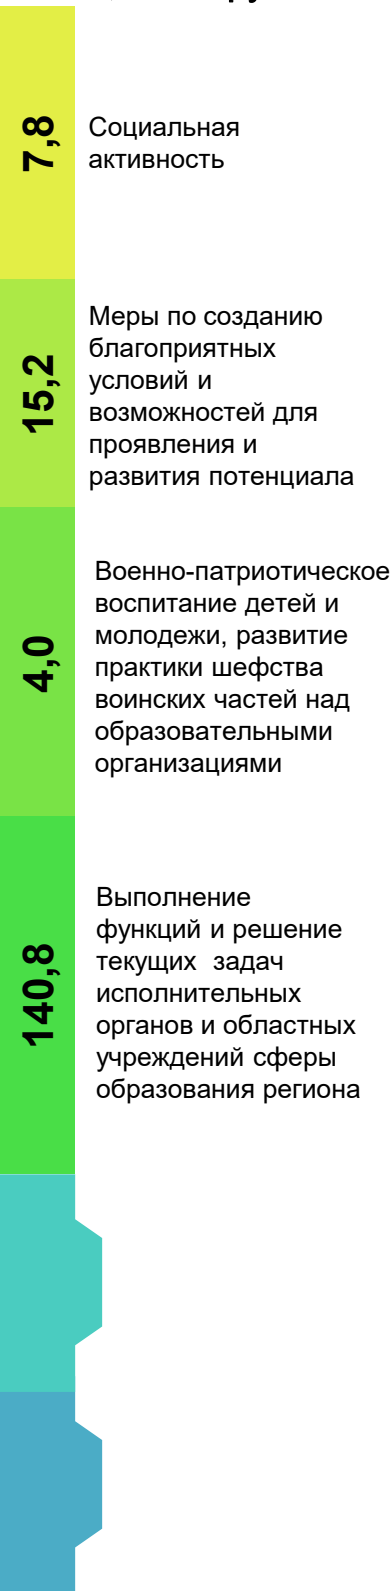 7,8
Социальная
активность
15,2
Меры по созданию
благоприятных
условий и
возможностей для
проявления и
развития потенциала
4,0
Военно-патриотическое
воспитание детей и
молодежи, развитие
практики шефства
воинских частей над
образовательными
организациями
140,8
Выполнение
функций и решение
текущих задач
исполнительных
органов и областных
учреждений сферы
образования региона